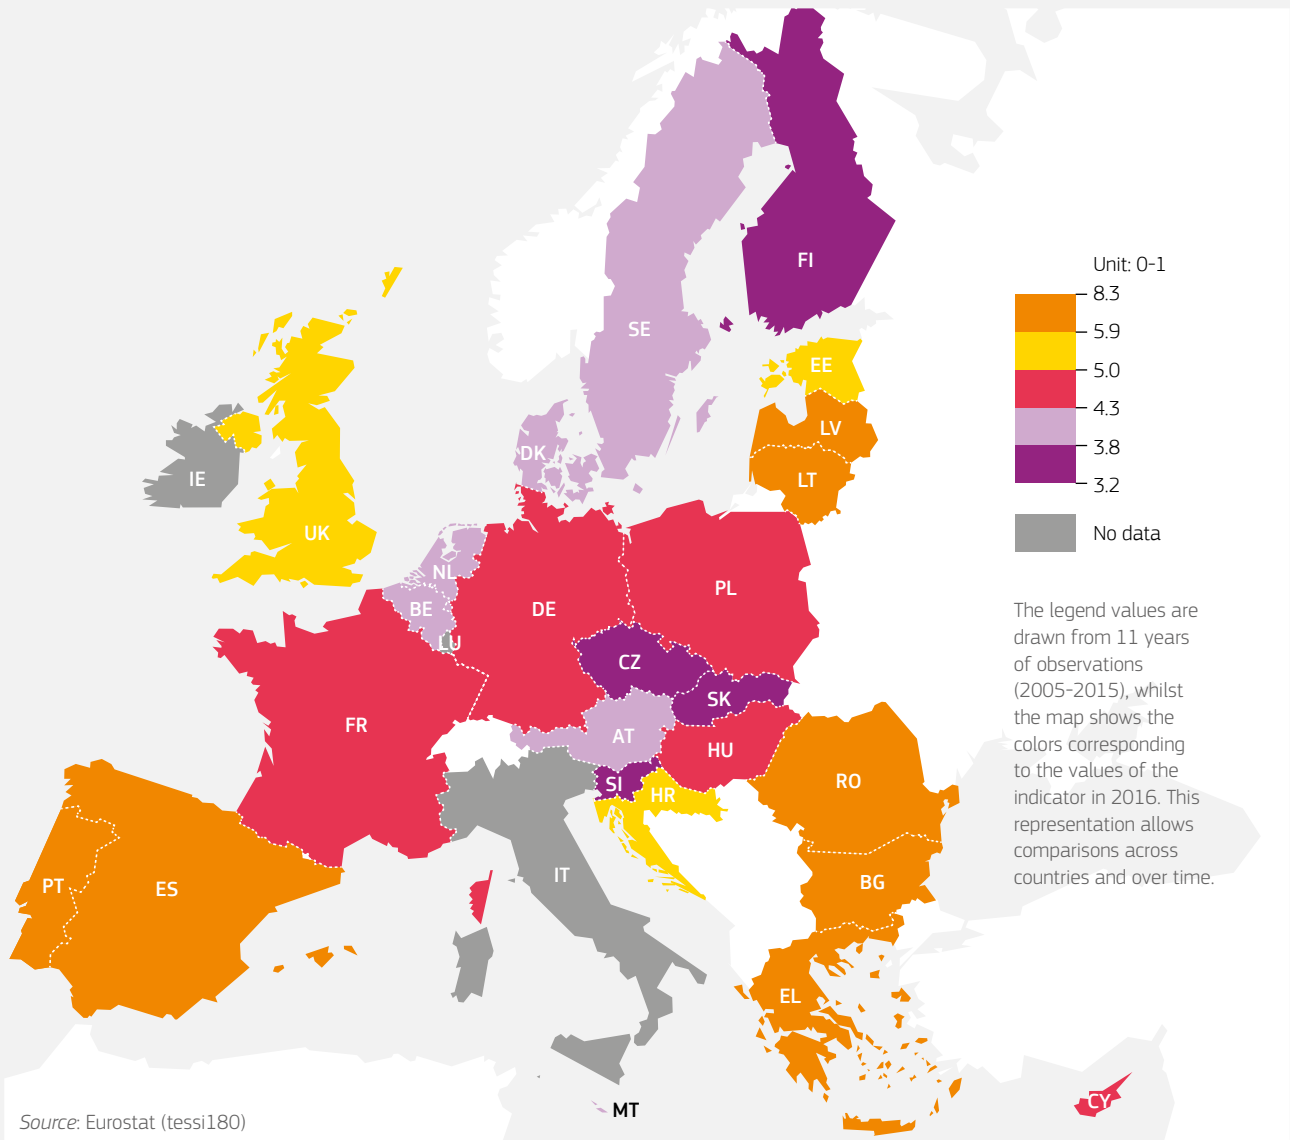 FI
SE
Unit: 0-1
8.3
5.9
5.0
4.3
3.8
3.2
No data
EE
LV
LT
DK
IE
UK
NL
BE
LU
DE
PL
CZ
SK
AT
HU
FR
SI
HR
RO
BG
IT
PT
ES
EL
CY
MT
The legend values are
drawn from 11 years
of observations
(2005-2015), whilst
the map shows the
colors corresponding
to the values of the
indicator in 2016. This
representation allows
comparisons across
countries and over time.
Source: Eurostat (tessi180)